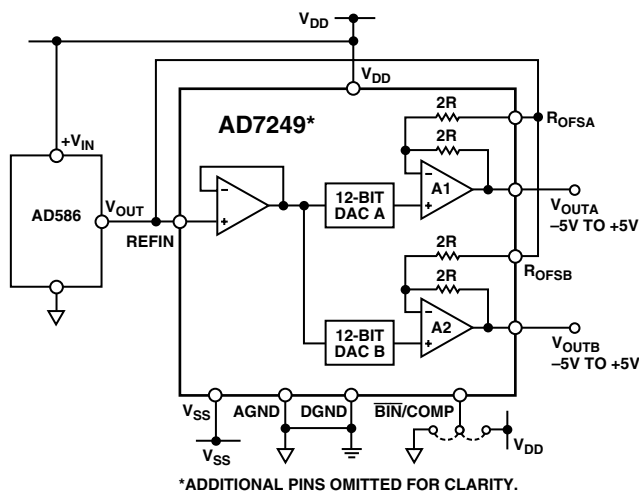 VDD
VDD
AD7249*
2R
2R
ROFSA
+VIN
AD586
VOUT
REFIN
12-BIT
DAC A
A1
VOUTA
–5V TO +5V
2R
2R
ROFSB
12-BIT
DAC B
A2
VOUTB
–5V TO +5V
VSS
AGND
DGND
BIN/COMP
VSS
VDD
*ADDITIONAL PINS OMITTED FOR CLARITY.